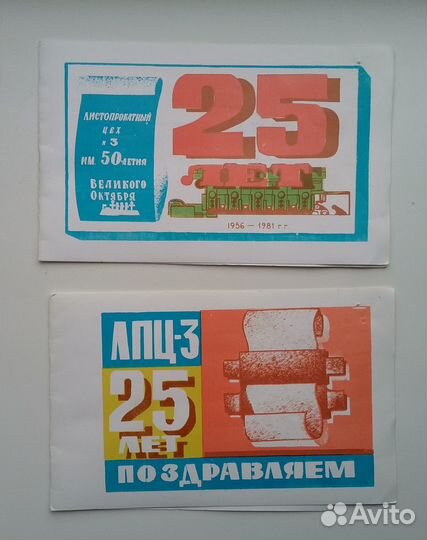 ЛИСТОПРОКАТНЫЙ
ЦЕХ
№ 3
ИМ. 50-ЛЕТИЯ
ВЕЛИКОГО
ОКТЯБРЯ
25
ЛЕТ
1956 – 1981 г.г.
ЛПЦ-3
25
ЛЕТ
ПОЗДРАВЛЯЕМ
Avito